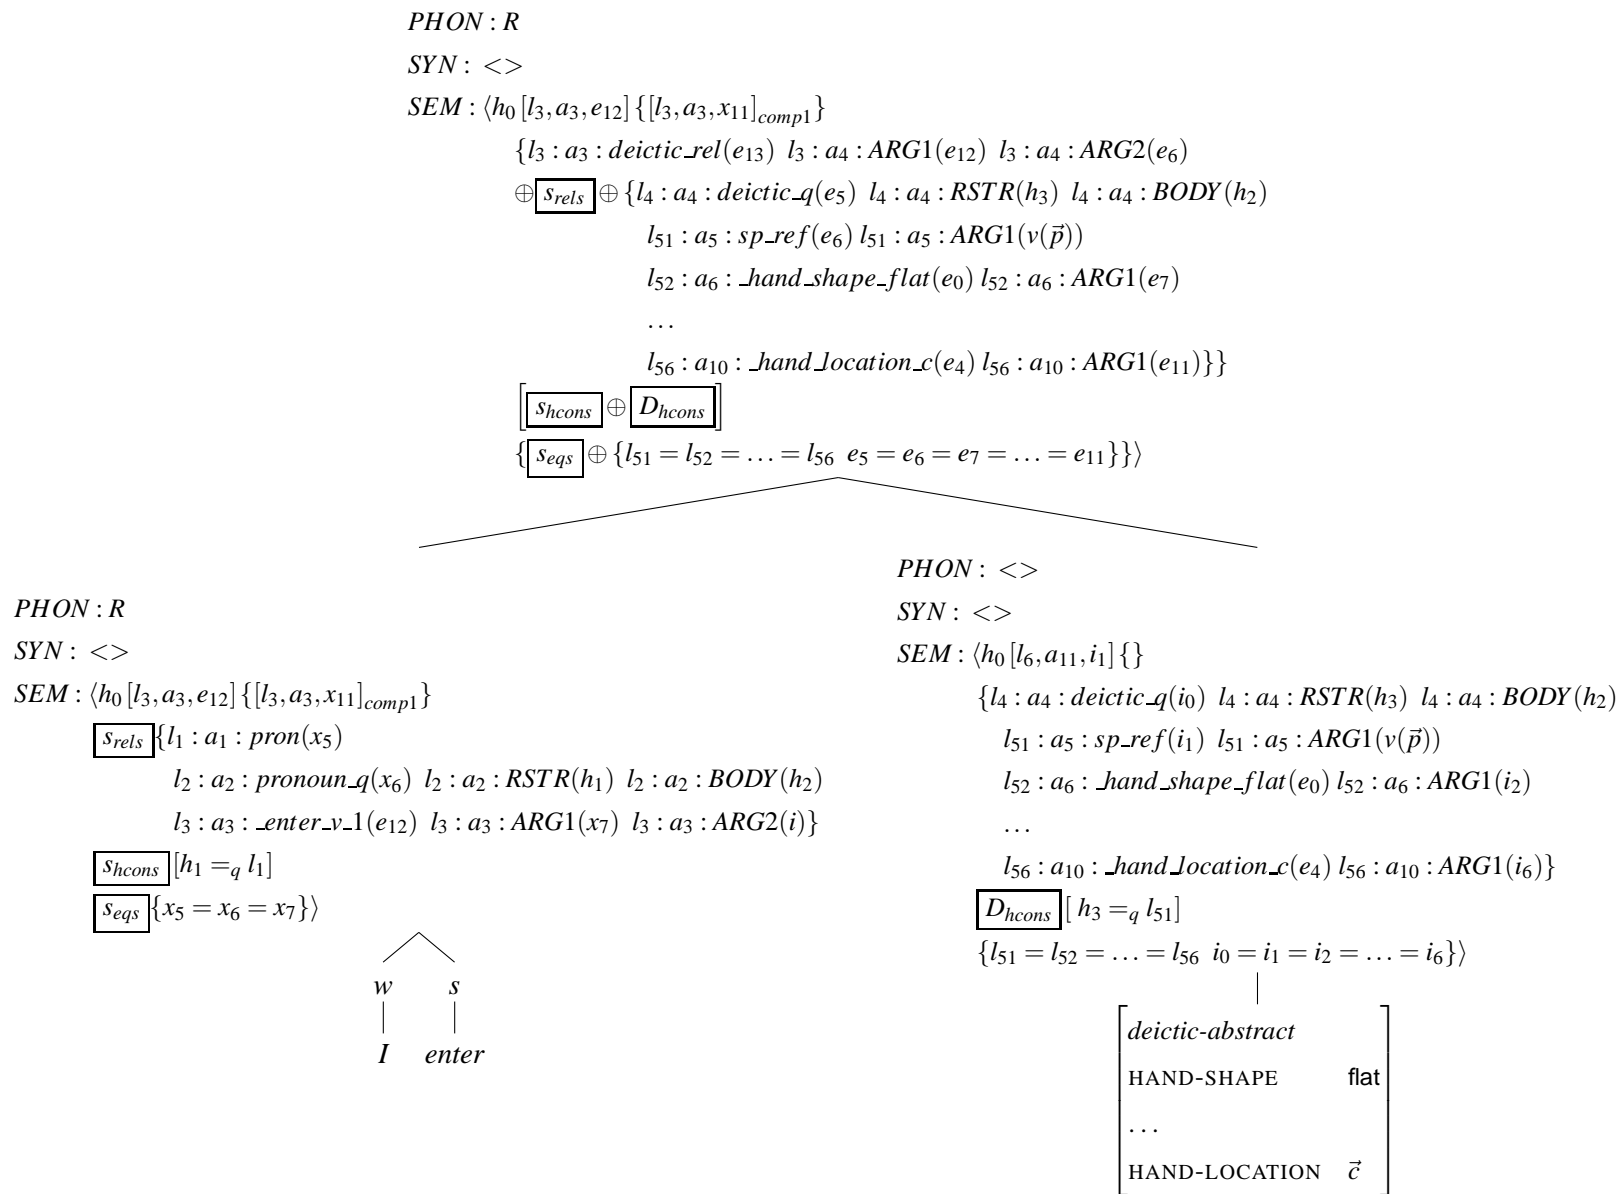 PHON : R
SYN : <>
SEM : ⟨h₀ [l₃, a₃, e₁₂] {[l₃, a₃, x₁₁]comp1}
{l₃ : a₃ : deictic_rel(e₁₃) l₃ : a₄ : ARG1(e₁₂) l₃ : a₄ : ARG2(e₆)
⊕ s_rels ⊕ {l₄ : a₄ : deictic_q(e₅) l₄ : a₄ : RSTR(h₃) l₄ : a₄ : BODY(h₂)
l₅₁ : a₅ : sp_ref(e₆) l₅₁ : a₅ : ARG1(v(p⃗))
l₅₂ : a₆ : _hand_shape_flat(e₀) l₅₂ : a₆ : ARG1(e₇)
...
l₅₆ : a₁₀ : _hand_location_c(e₄) l₅₆ : a₁₀ : ARG1(e₁₁)}}
[s_hcons ⊕ D_hcons]
{s_eqs ⊕ {l₅₁ = l₅₂ = ... = l₅₆ e₅ = e₆ = e₇ = ... = e₁₁}}⟩
PHON : R
SYN : <>
SEM : ⟨h₀ [l₃, a₃, e₁₂] {[l₃, a₃, x₁₁]comp1}
s_rels {l₁ : a₁ : pron(x₅)
l₂ : a₂ : pronoun_q(x₆) l₂ : a₂ : RSTR(h₁) l₂ : a₂ : BODY(h₂)
l₃ : a₃ : _enter_v_1(e₁₂) l₃ : a₃ : ARG1(x₇) l₃ : a₃ : ARG2(i)}
s_hcons [h₁ =q l₁]
s_eqs {x₅ = x₆ = x₇}⟩
w s
I enter
PHON : <>
SYN : <>
SEM : ⟨h₀ [l₆, a₁₁, i₁] {}
{l₄ : a₄ : deictic_q(i₀) l₄ : a₄ : RSTR(h₃) l₄ : a₄ : BODY(h₂)
l₅₁ : a₅ : sp_ref(i₁) l₅₁ : a₅ : ARG1(v(p⃗))
l₅₂ : a₆ : _hand_shape_flat(e₀) l₅₂ : a₆ : ARG1(i₂)
...
l₅₆ : a₁₀ : _hand_location_c(e₄) l₅₆ : a₁₀ : ARG1(i₆)}
D_hcons [ h₃ =q l₅₁]
{l₅₁ = l₅₂ = ... = l₅₆ i₀ = i₁ = i₂ = ... = i₆}⟩
deictic-abstract
HAND-SHAPE flat
...
HAND-LOCATION c⃗